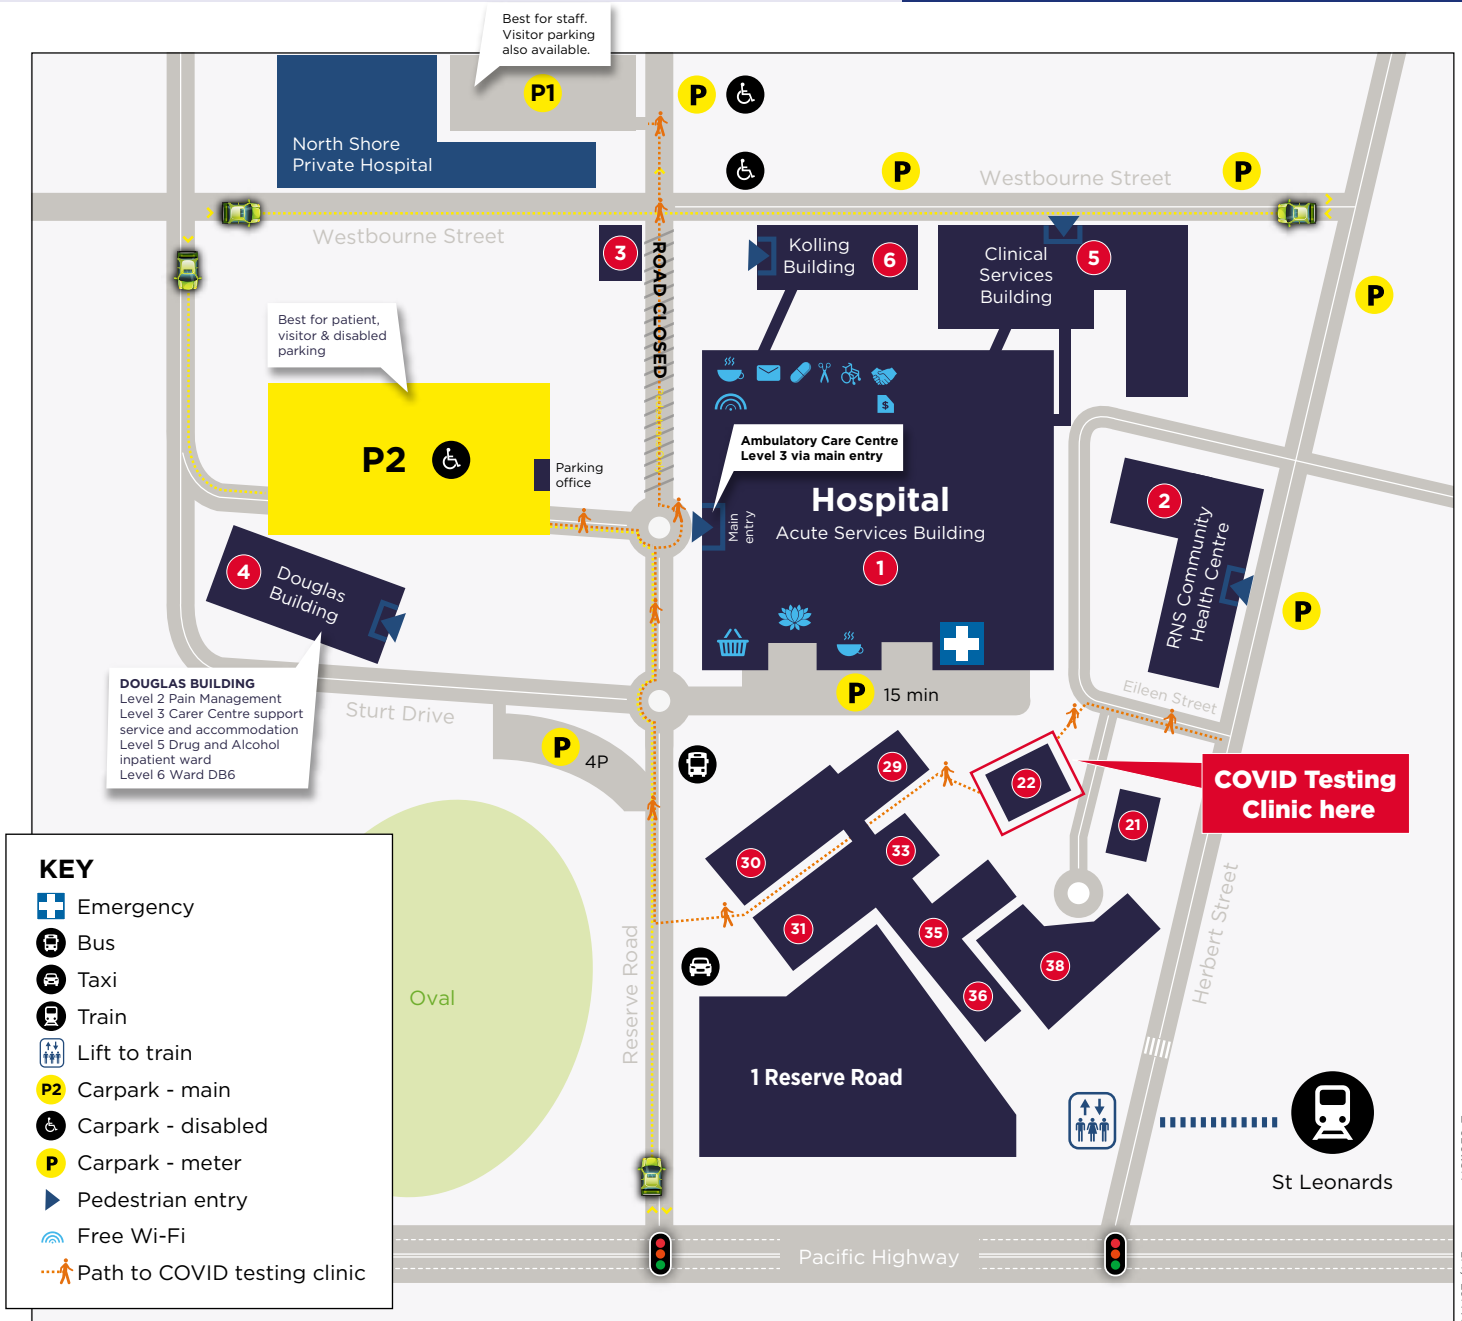 Best for staff.
Visitor parking
also available.
P1
P
North Shore
Private Hospital
P
P
Westbourne Street
Westbourne Street
3
ROAD CLOSED
Kolling
Building
6
Clinical
Services
Building
5
P
Best for patient,
visitor & disabled
parking
$
P2
Parking
office
Ambulatory Care Centre
Level 3 via main entry
Main
entry
Hospital
Acute Services Building
1
2
RNS Community
Health Centre
P
4
Douglas
Building
DOUGLAS BUILDING
Level 2 Pain Management
Level 3 Carer Centre support
service and accommodation
Level 5 Drug and Alcohol
inpatient ward
Level 6 Ward DB6
Sturt Drive
P
4P
P
15 min
Eileen Street
29
22
COVID Testing
Clinic here
21
30
33
31
35
38
36
Herbert Street
Reserve Road
Oval
1 Reserve Road
St Leonards
Pacific Highway
KEY
Emergency
Bus
Taxi
Train
Lift to train
P2 Carpark - main
Carpark - disabled
P Carpark - meter
Pedestrian entry
Free Wi-Fi
Path to COVID testing clinic